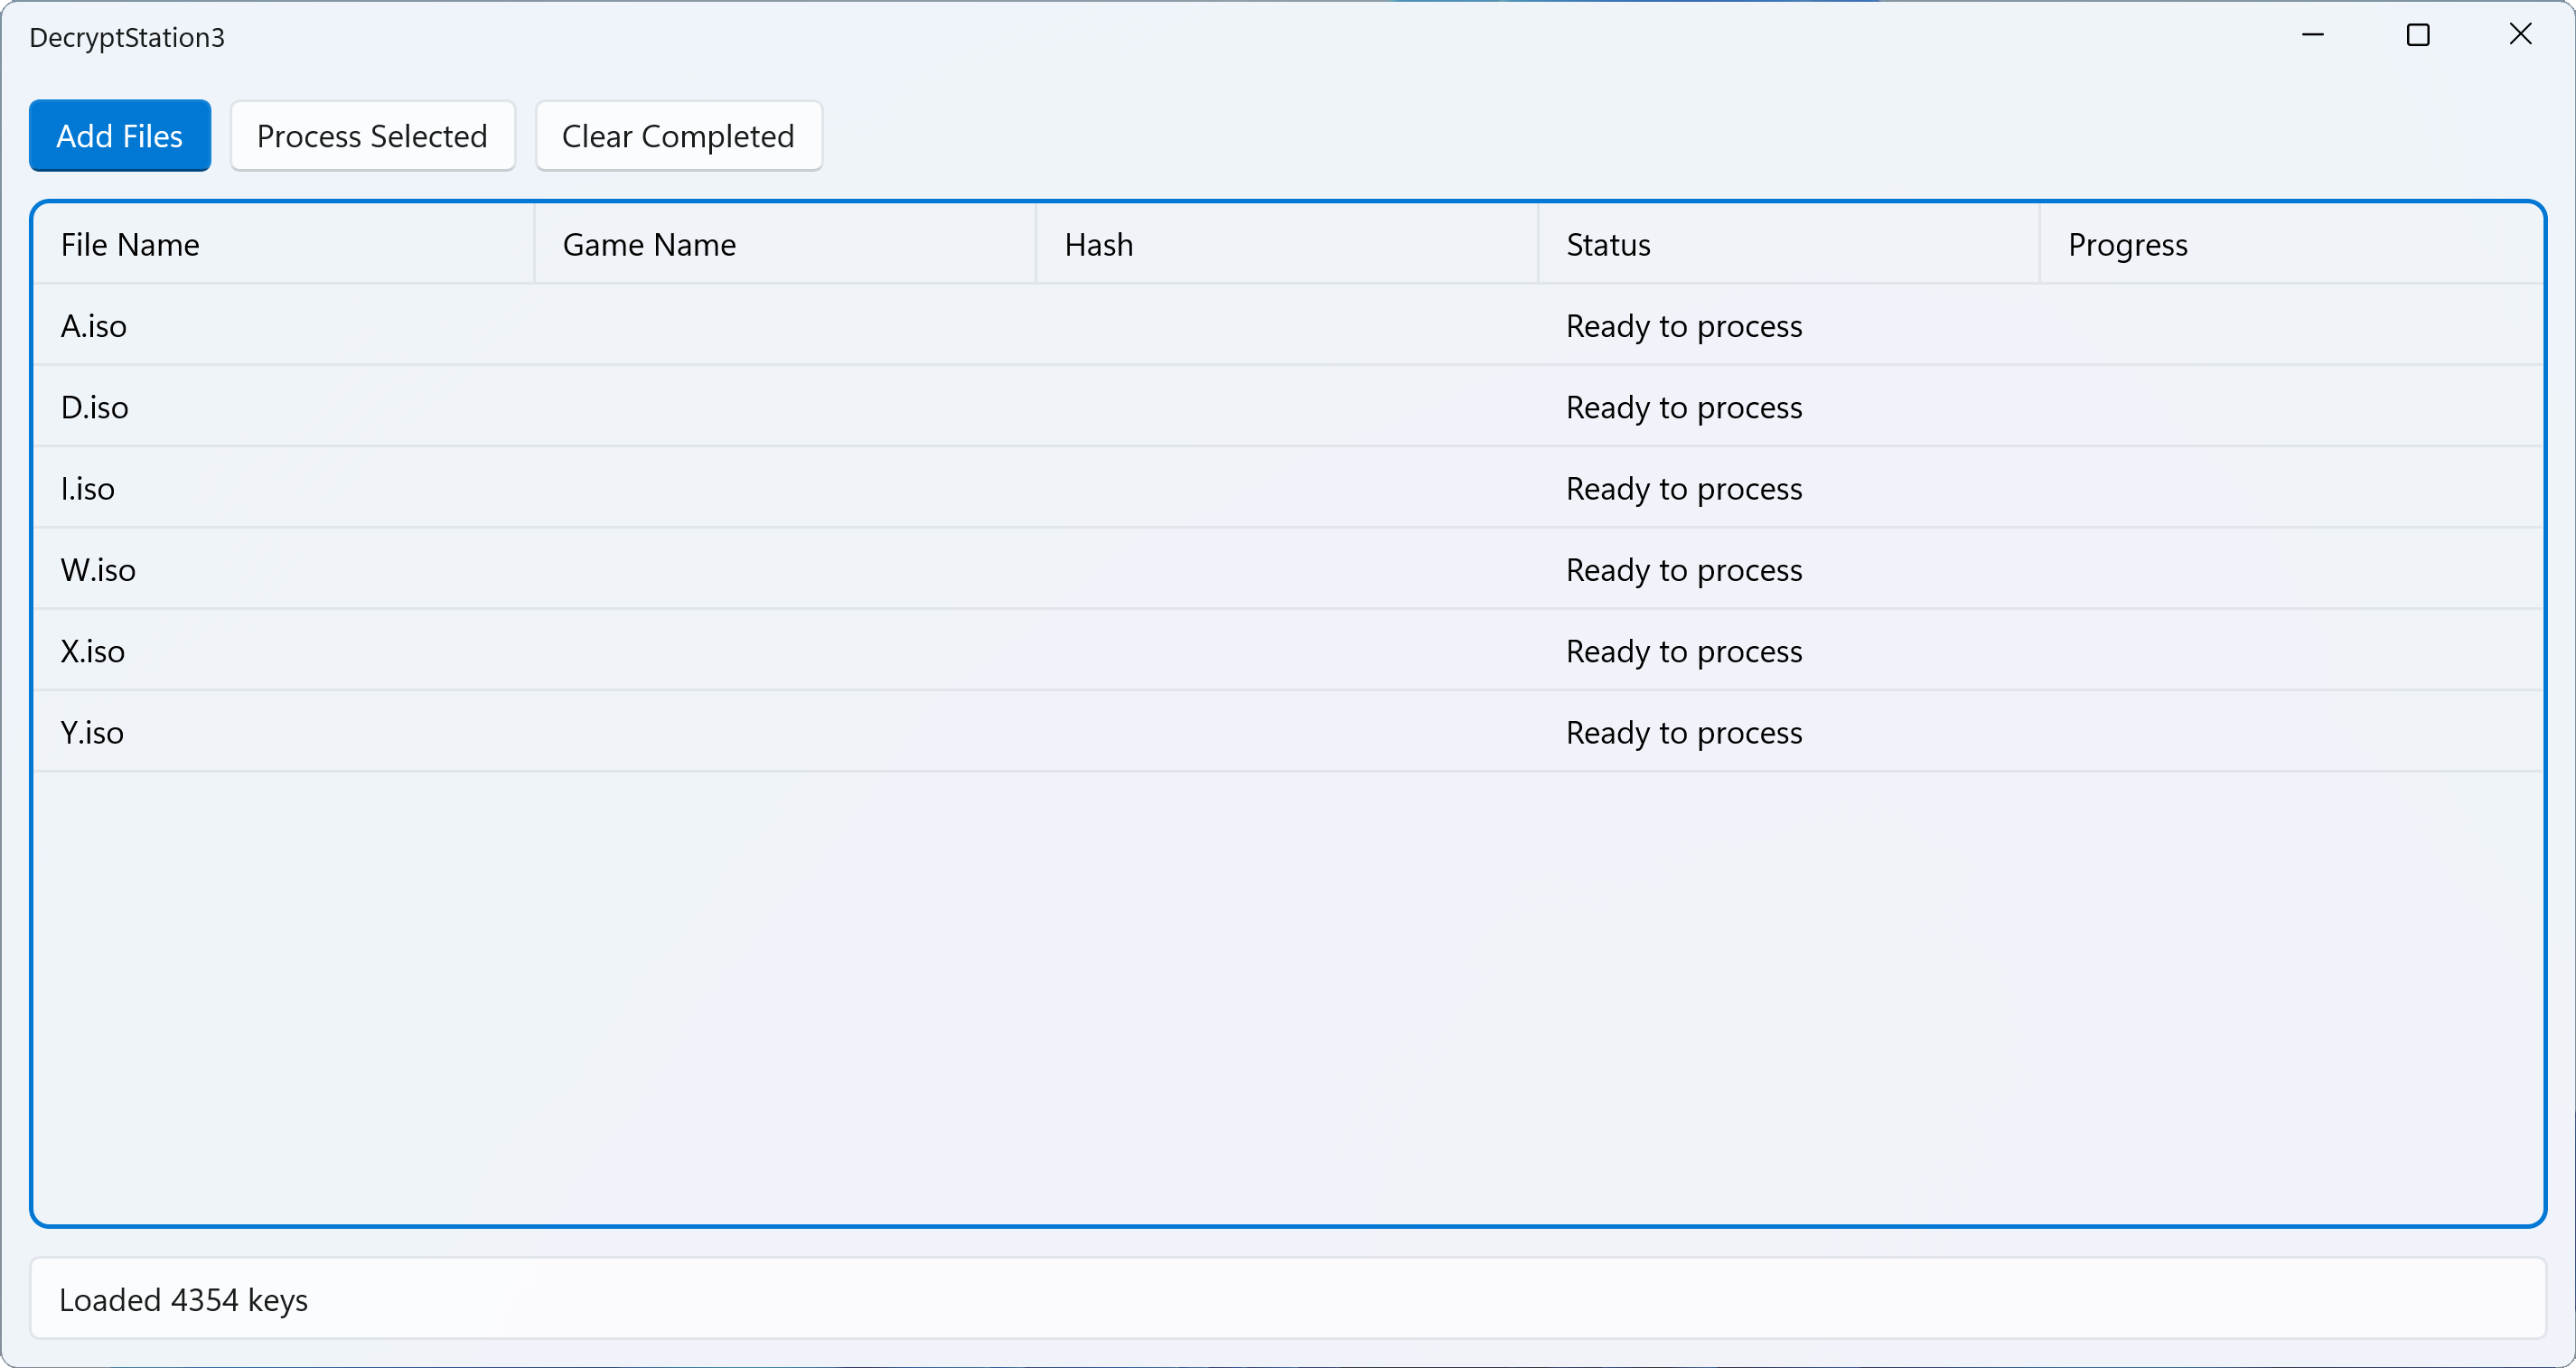 DecryptStation3
Add Files Process Selected Clear Completed
File Name Game Name Hash Status Progress
A.iso Ready to process
D.iso Ready to process
I.iso Ready to process
W.iso Ready to process
X.iso Ready to process
Y.iso Ready to process
Loaded 4354 keys